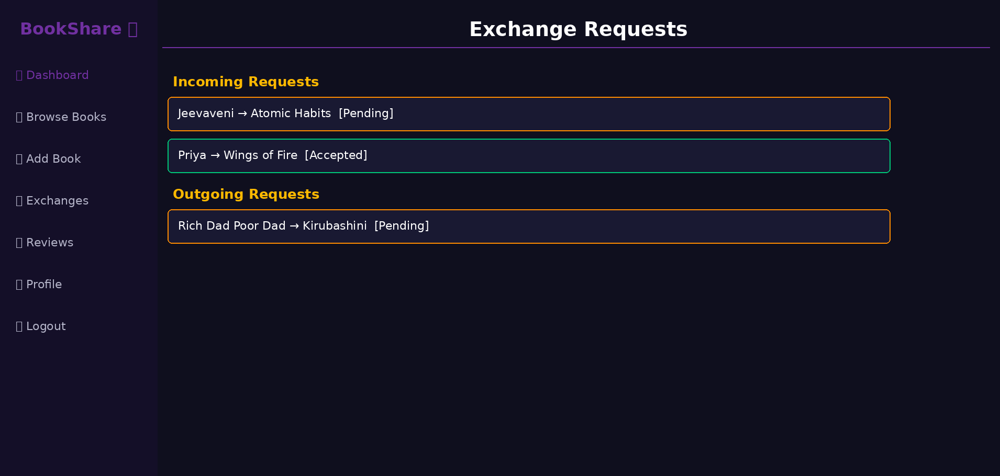 BookShare
Dashboard
Browse Books
Add Book
Exchanges
Reviews
Profile
Logout
Exchange Requests
Incoming Requests
Jeevaveni → Atomic Habits [Pending]
Priya → Wings of Fire [Accepted]
Outgoing Requests
Rich Dad Poor Dad → Kirubashini [Pending]